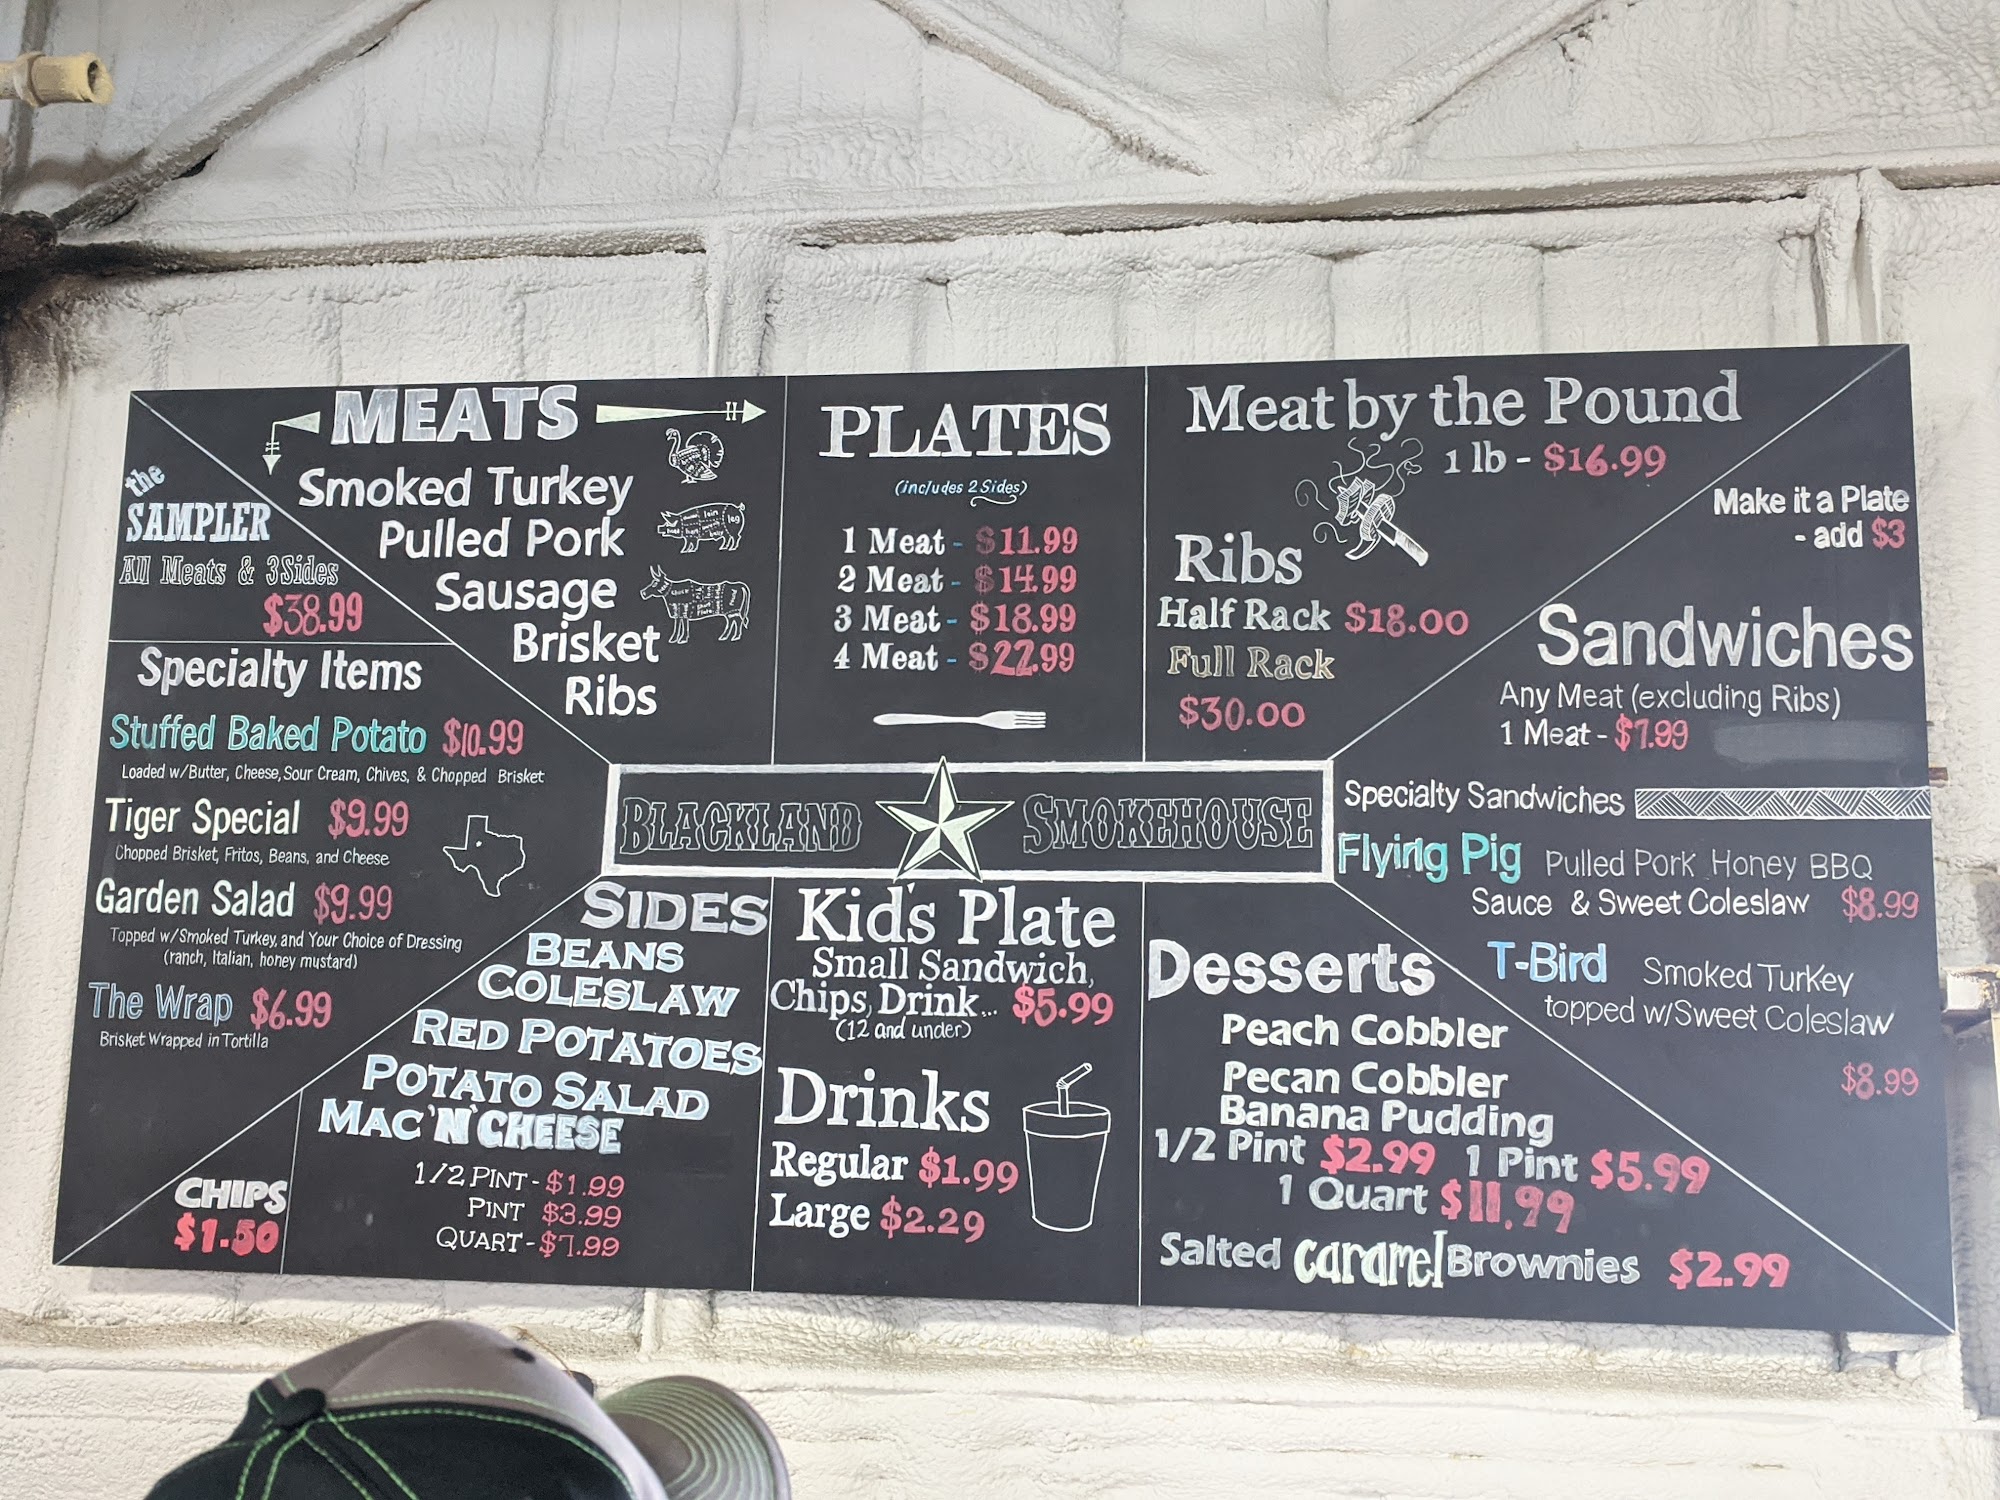 MEATS
Smoked Turkey
Pulled Pork
Sausage
Brisket
Ribs
the
SAMPLER
All Meats & 3 Sides
$38.99
PLATES
(includes 2 Sides)
1 Meat - $11.99
2 Meat - $14.99
3 Meat - $18.99
4 Meat - $22.99
Meat by the Pound
1 lb - $16.99
Ribs
Half Rack $18.00
Full Rack
$30.00
Make it a Plate
- add $3
Sandwiches
Any Meat (excluding Ribs)
1 Meat - $7.99
Specialty Sandwiches
Flying Pig Pulled Pork Honey BBQ
Sauce & Sweet Coleslaw $8.99
T-Bird Smoked Turkey
topped w/Sweet Coleslaw
$8.99
Specialty Items
Stuffed Baked Potato $10.99
Loaded w/Butter, Cheese, Sour Cream, Chives, & Chopped Brisket
Tiger Special $9.99
Chopped Brisket, Fritos, Beans, and Cheese
Garden Salad $9.99
Topped w/Smoked Turkey, and Your Choice of Dressing
(ranch, Italian, honey mustard)
The Wrap $6.99
Brisket Wrapped in Tortilla
CHIPS
$1.50
BLACKLAND SMOKEHOUSE
SIDES
BEANS
COLESLAW
RED POTATOES
POTATO SALAD
MAC 'N' CHEESE
1/2 PINT - $1.99
PINT $3.99
QUART - $7.99
Kid's Plate
Small Sandwich,
Chips, Drink... $5.99
(12 and under)
Drinks
Regular $1.99
Large $2.29
Desserts
Peach Cobbler
Pecan Cobbler
Banana Pudding
1/2 Pint $2.99 1 Pint $5.99
1 Quart $11.99
Salted Caramel Brownies $2.99